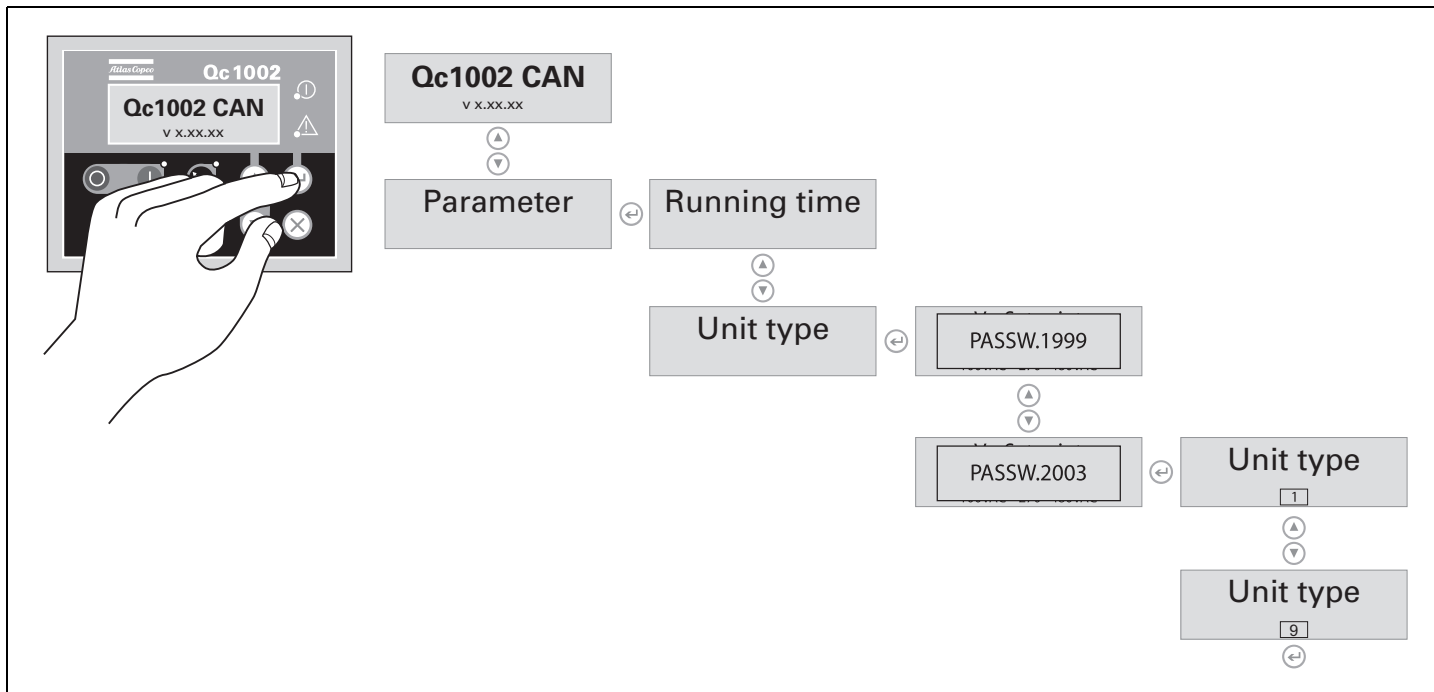 Atlas Copco
Qc1002
Qc1002 CAN
v x.xx.xx
Qc1002 CAN
v x.xx.xx
Parameter
Running time
Unit type
PASSW.1999
PASSW.2003
Unit type
1
Unit type
9